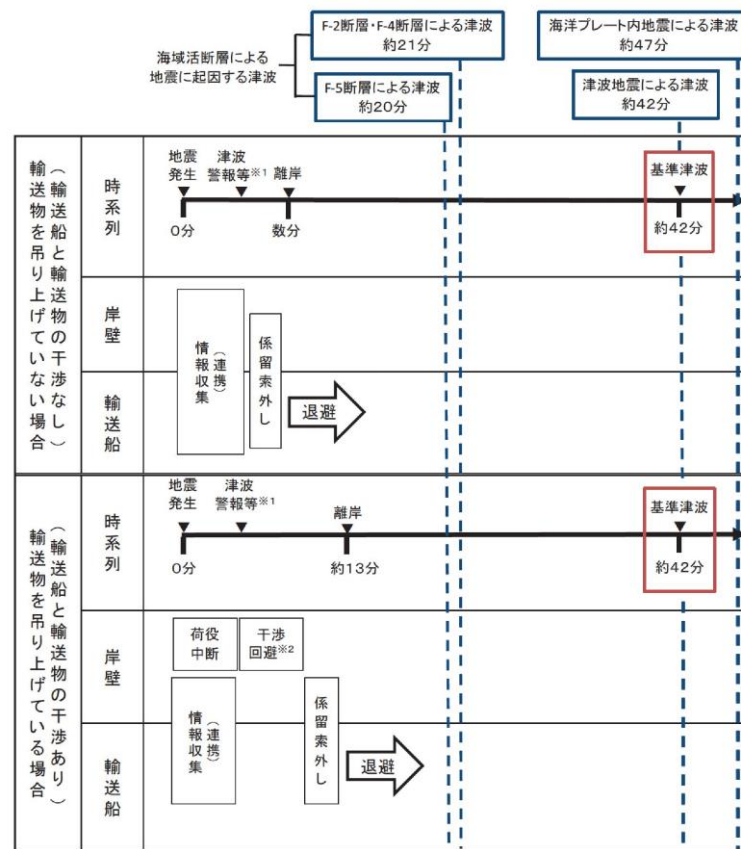 海域活断層による
地震に起因する津波
F-2断層・F-4断層による津波
約21分
F-5断層による津波
約20分
海洋プレート内地震による津波
約47分
津波地震による津波
約42分
輸送物を吊り上げていない場合
（輸送船と輸送物の干渉なし）
時系列
地震
発生
津波
警報等※1
離岸
基準津波
0分
数分
約42分
岸壁
輸送船
情報収集
（連携）
係留索外し
退避
輸送物を吊り上げている場合
（輸送船と輸送物の干渉あり）
時系列
地震
発生
津波
警報等※1
離岸
基準津波
0分
約13分
約42分
岸壁
輸送船
荷役
中断
干渉
回避※2
情報収集
（連携）
係留索外し
退避